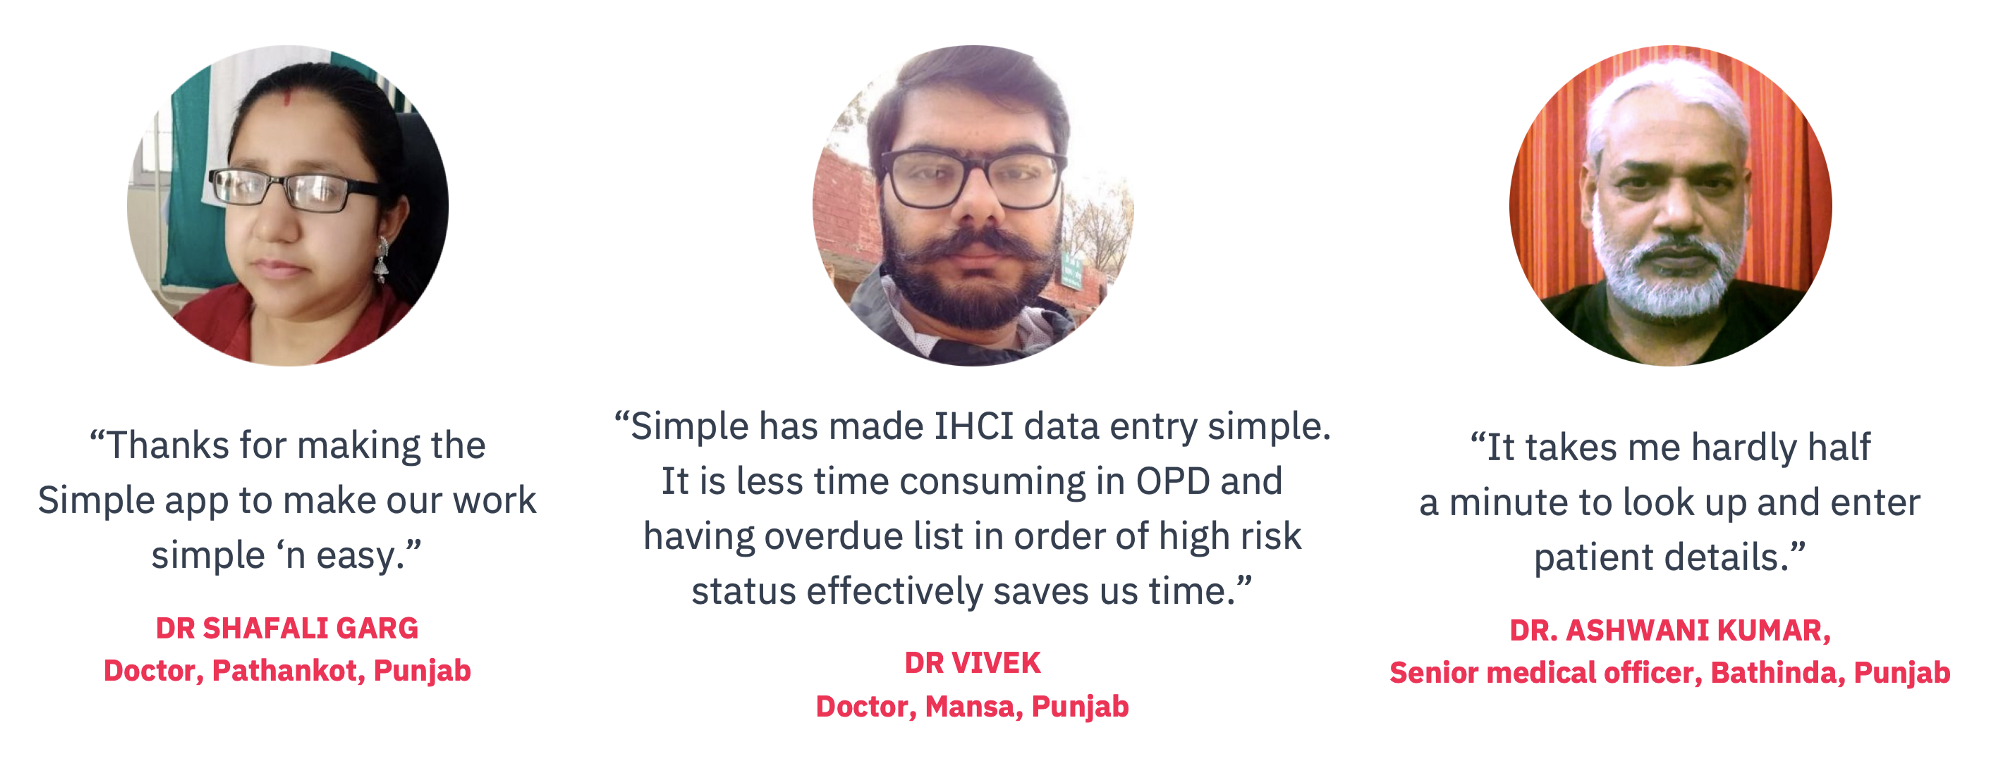 “Thanks for making the
Simple app to make our work
simple ‘n easy.”
DR SHAFALI GARG
Doctor, Pathankot, Punjab
“Simple has made IHCI data entry simple.
It is less time consuming in OPD and
having overdue list in order of high risk
status effectively saves us time.”
DR VIVEK
Doctor, Mansa, Punjab
“It takes me hardly half
a minute to look up and enter
patient details.”
DR. ASHWANI KUMAR,
Senior medical officer, Bathinda, Punjab